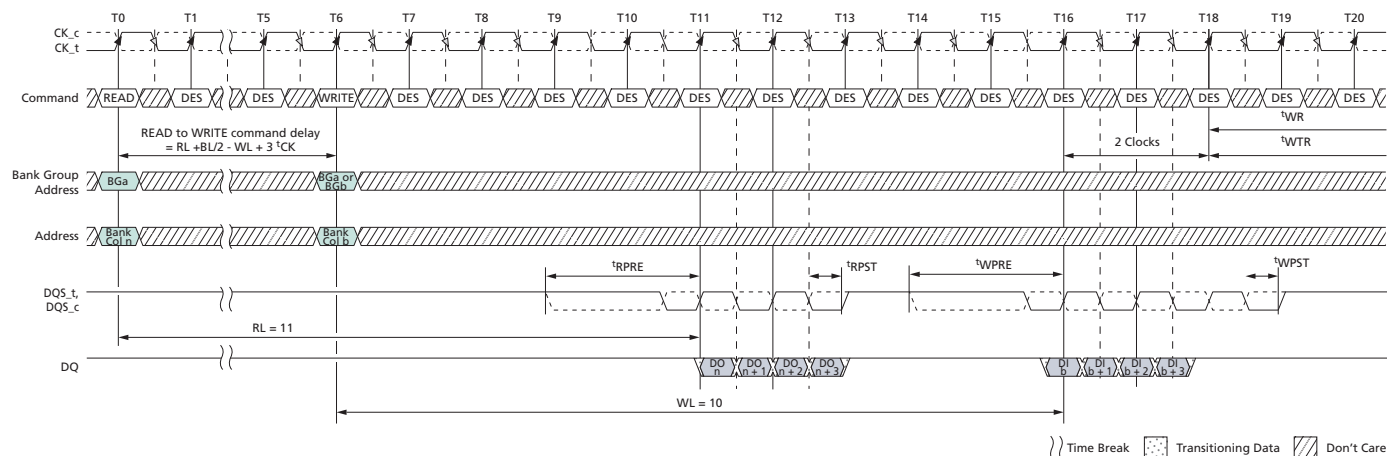 T0 T1 T5 T6 T7 T8 T9 T10 T11 T12 T13 T14 T15 T16 T17 T18 T19 T20
CK_c
CK_t
Command READ DES DES WRITE DES DES DES DES DES DES DES DES DES DES DES DES DES DES
tWR
READ to WRITE command delay
= RL +BL/2 - WL + 3 tCK
2 Clocks tWTR
Bank Group
Address
BGa
BGa or
BGb
Address
Bank
Col n
Bank
Col b
tRPRE tRPST tWPRE tWPST
DQS_t,
DQS_c
RL = 11
DQ
DO
n
DO
n + 1
DO
n + 2
DO
n + 3
DI
b
DI
b + 1
DI
b + 2
DI
b + 3
WL = 10
Time Break Transitioning Data Don't Care